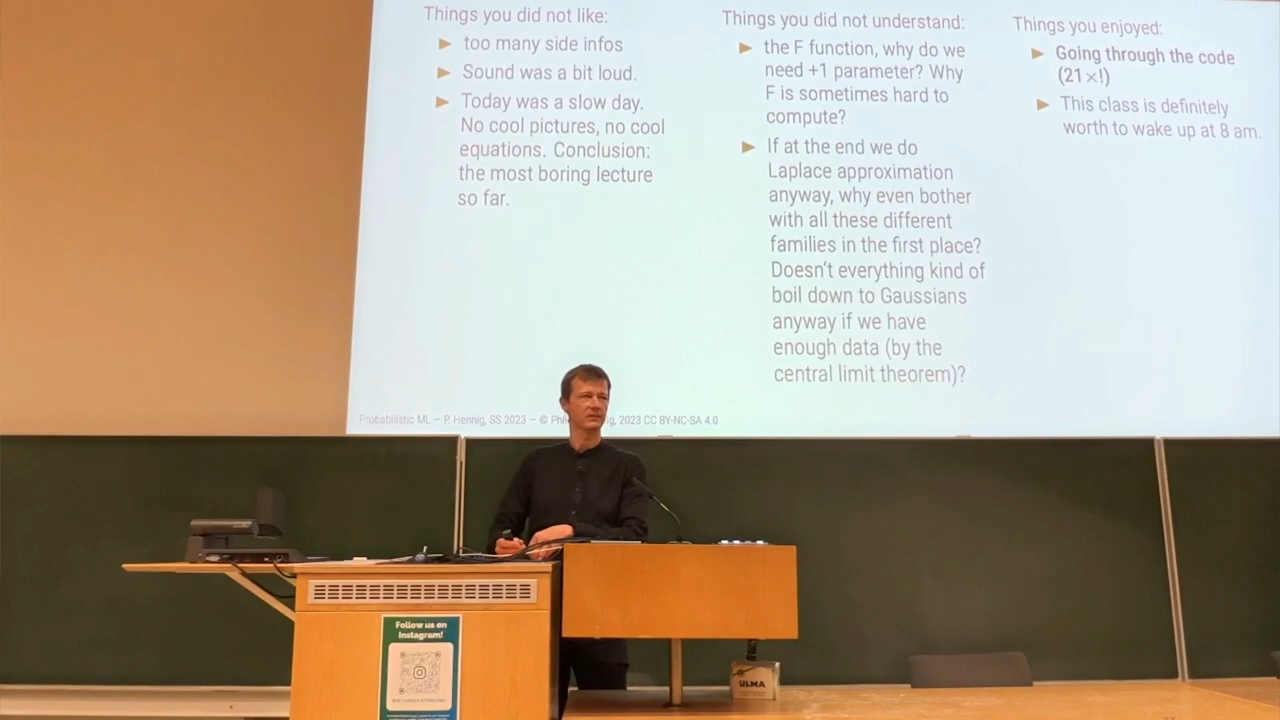 Things you did not like:
too many side infos
Sound was a bit loud.
Today was a slow day.
No cool pictures, no cool
equations. Conclusion:
the most boring lecture
so far.
Things you did not understand:
the F function, why do we
need +1 parameter? Why
F is sometimes hard to
compute?
If at the end we do
Laplace approximation
anyway, why even bother
with all these different
families in the first place?
Doesn't everything kind of
boil down to Gaussians
anyway if we have
enough data (by the
central limit theorem)?
Things you enjoyed:
Going through the code
(21×!)
This class is definitely
worth to wake up at 8 am.
Probabilistic ML — P. Hennig, SS 2023 — © Phi ig, 2023 CC BY-NC-SA 4.0
Follow us on
Instagram!
ULMA